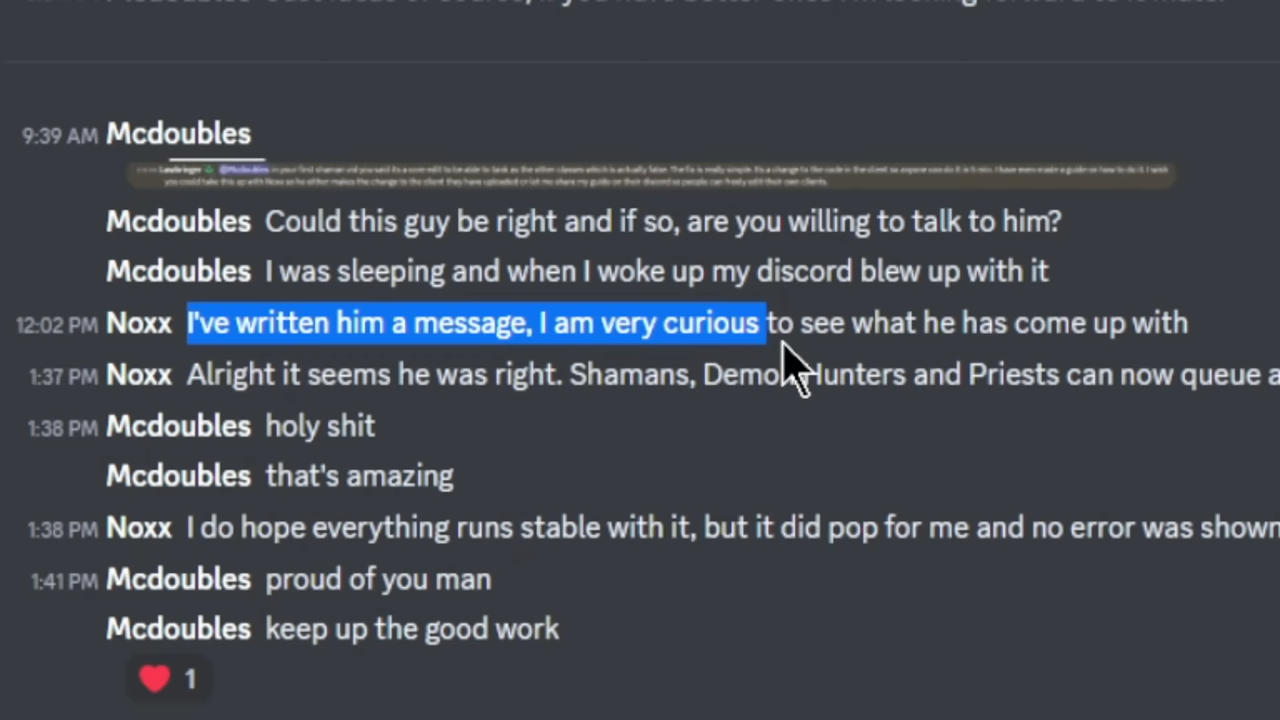 9:39 AM Mcdoubles
Mcdoubles Could this guy be right and if so, are you willing to talk to him?
Mcdoubles I was sleeping and when I woke up my discord blew up with it
12:02 PM Noxx I've written him a message, I am very curious to see what he has come up with
1:37 PM Noxx Alright it seems he was right. Shamans, Demon Hunters and Priests can now queue a
1:38 PM Mcdoubles holy shit
Mcdoubles that's amazing
1:38 PM Noxx I do hope everything runs stable with it, but it did pop for me and no error was shown
1:41 PM Mcdoubles proud of you man
Mcdoubles keep up the good work
1